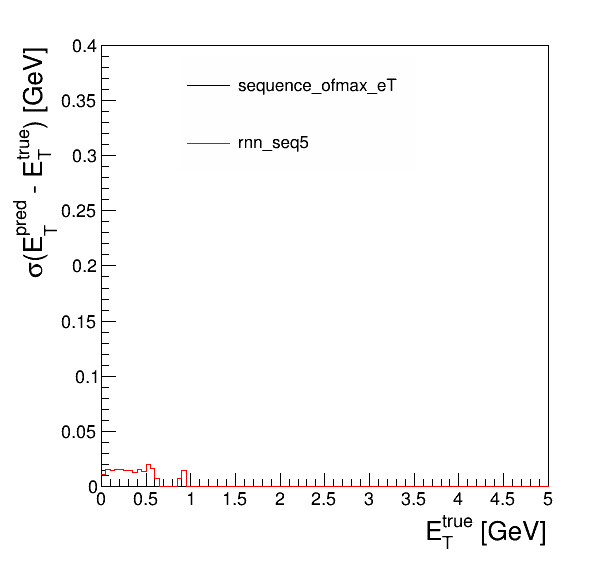 0.4
0.35
0.3
0.25
0.2
0.15
0.1
0.05
0
σ(E_T^pred - E_T^true) [GeV]
sequence_ofmax_eT
rnn_seq5
0 0.5 1 1.5 2 2.5 3 3.5 4 4.5 5
E_T^true [GeV]